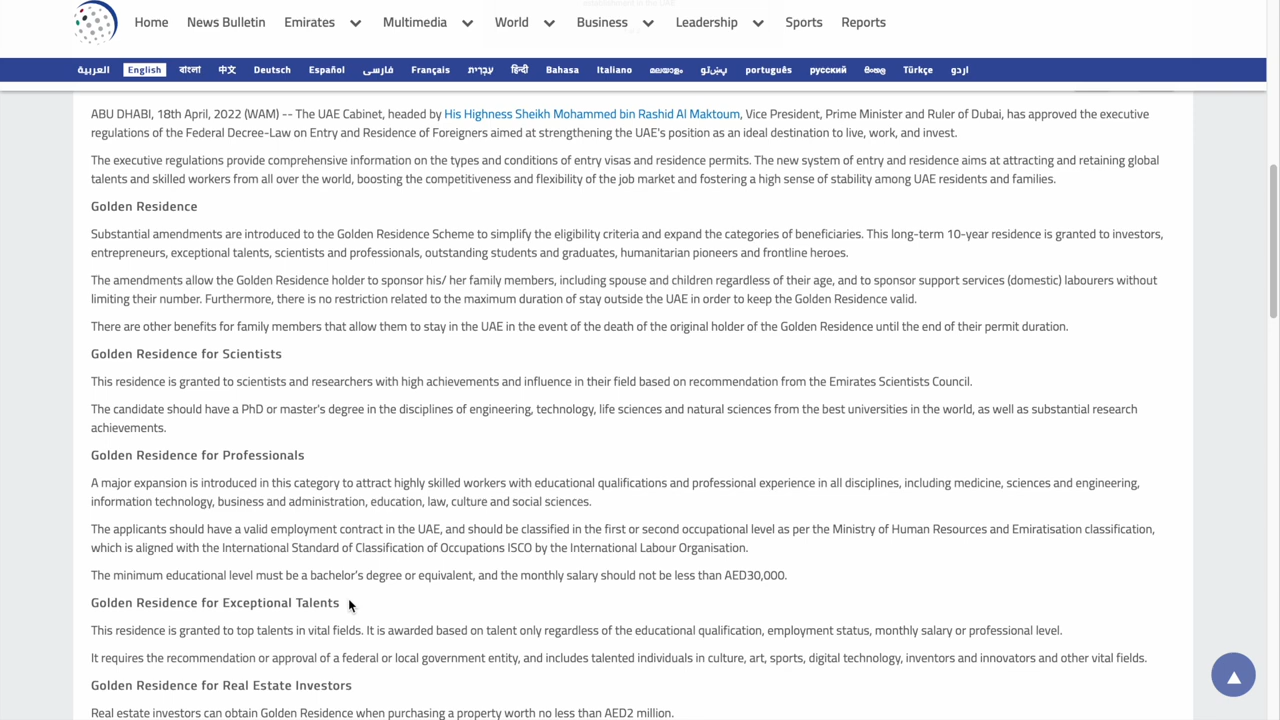 Home News Bulletin Emirates Multimedia World Business Leadership Sports Reports
العربية English বাংলা 中文 Deutsch Español فارسی Français עִבְרִית हिन्दी Bahasa Italiano മലയാളം پښتو português русский සිංහල Türkçe اردو
ABU DHABI, 18th April, 2022 (WAM) -- The UAE Cabinet, headed by His Highness Sheikh Mohammed bin Rashid Al Maktoum, Vice President, Prime Minister and Ruler of Dubai, has approved the executive
regulations of the Federal Decree-Law on Entry and Residence of Foreigners aimed at strengthening the UAE's position as an ideal destination to live, work, and invest.
The executive regulations provide comprehensive information on the types and conditions of entry visas and residence permits. The new system of entry and residence aims at attracting and retaining global
talents and skilled workers from all over the world, boosting the competitiveness and flexibility of the job market and fostering a high sense of stability among UAE residents and families.
Golden Residence
Substantial amendments are introduced to the Golden Residence Scheme to simplify the eligibility criteria and expand the categories of beneficiaries. This long-term 10-year residence is granted to investors,
entrepreneurs, exceptional talents, scientists and professionals, outstanding students and graduates, humanitarian pioneers and frontline heroes.
The amendments allow the Golden Residence holder to sponsor his/ her family members, including spouse and children regardless of their age, and to sponsor support services (domestic) labourers without
limiting their number. Furthermore, there is no restriction related to the maximum duration of stay outside the UAE in order to keep the Golden Residence valid.
There are other benefits for family members that allow them to stay in the UAE in the event of the death of the original holder of the Golden Residence until the end of their permit duration.
Golden Residence for Scientists
This residence is granted to scientists and researchers with high achievements and influence in their field based on recommendation from the Emirates Scientists Council.
The candidate should have a PhD or master's degree in the disciplines of engineering, technology, life sciences and natural sciences from the best universities in the world, as well as substantial research
achievements.
Golden Residence for Professionals
A major expansion is introduced in this category to attract highly skilled workers with educational qualifications and professional experience in all disciplines, including medicine, sciences and engineering,
information technology, business and administration, education, law, culture and social sciences.
The applicants should have a valid employment contract in the UAE, and should be classified in the first or second occupational level as per the Ministry of Human Resources and Emiratisation classification,
which is aligned with the International Standard of Classification of Occupations ISCO by the International Labour Organisation.
The minimum educational level must be a bachelor's degree or equivalent, and the monthly salary should not be less than AED30,000.
Golden Residence for Exceptional Talents
This residence is granted to top talents in vital fields. It is awarded based on talent only regardless of the educational qualification, employment status, monthly salary or professional level.
It requires the recommendation or approval of a federal or local government entity, and includes talented individuals in culture, art, sports, digital technology, inventors and innovators and other vital fields.
Golden Residence for Real Estate Investors
Real estate investors can obtain Golden Residence when purchasing a property worth no less than AED2 million.